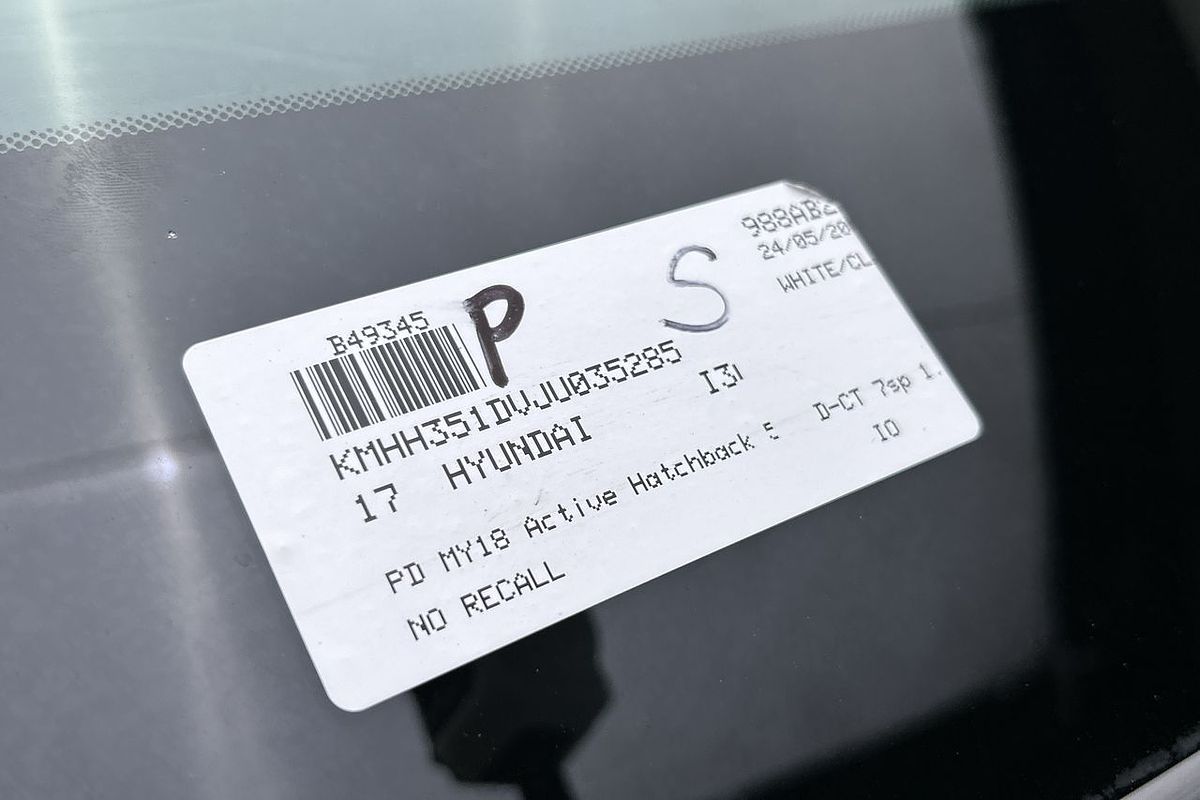 B49345 P S 988AB2
24/05/20
WHITE/CL
KMHH351DVJU035285
17 HYUNDAI I3
PD MY18 Active Hatchback 5 D-CT 7sp 1.
NO RECALL IO